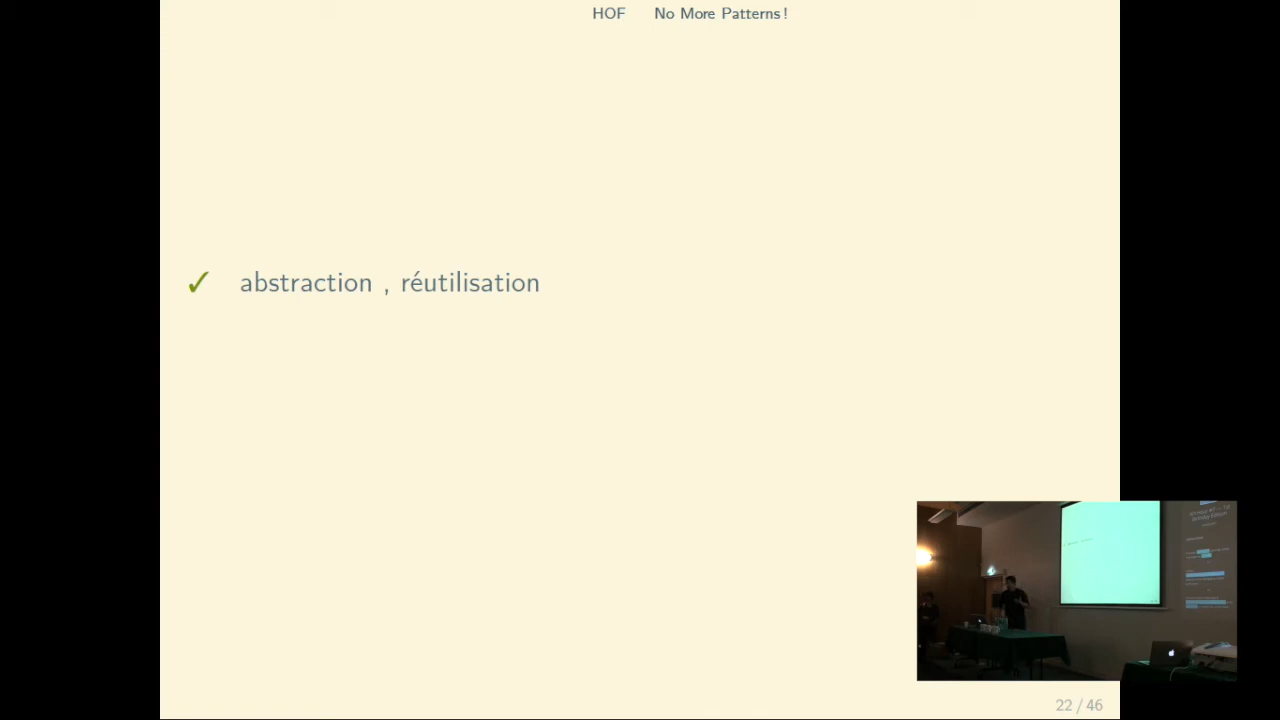 HOF No More Patterns !
✓ abstraction , réutilisation
22 / 46